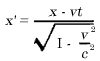 x' = x - vt / √(1 - v²/c²)